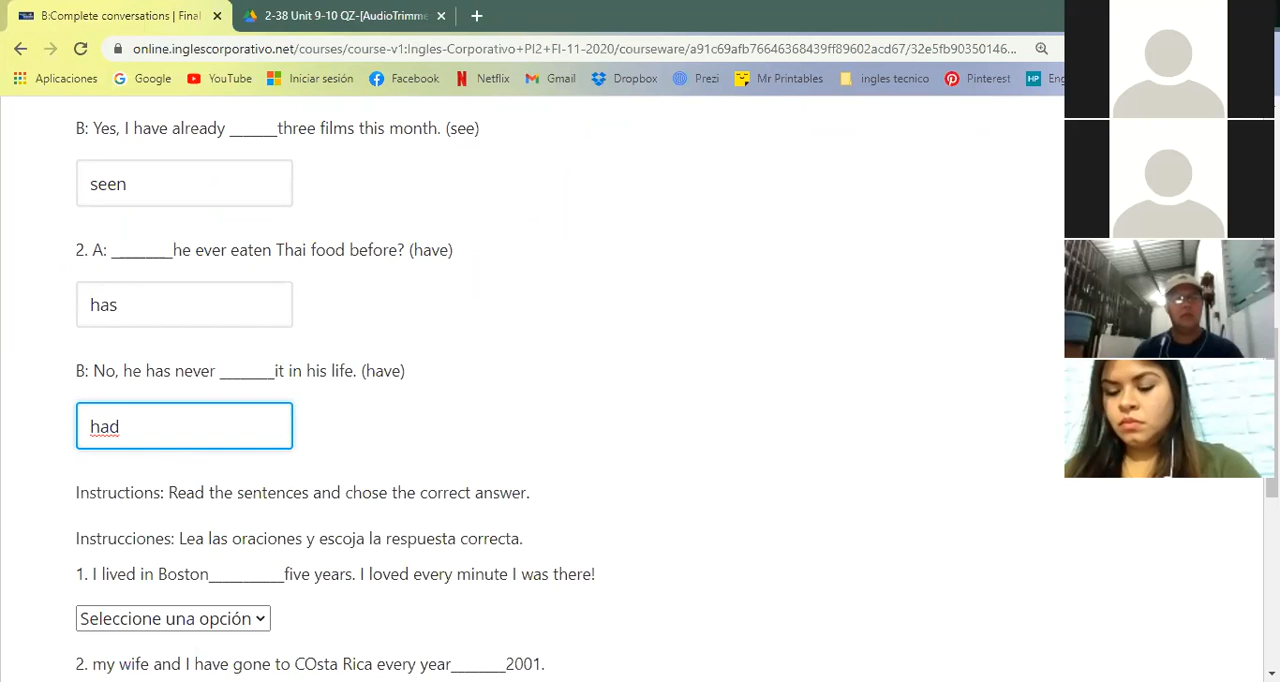 B:Complete conversations | Final
2-38 Unit 9-10 QZ-[AudioTrimme
online.inglescorporativo.net/courses/course-v1:Ingles-Corporativo+PI2+FI-11-2020/courseware/a91c69afb76646368439ff89602acd67/32e5fb90350146...
Aplicaciones Google YouTube Iniciar sesión Facebook Netflix Gmail Dropbox Prezi Mr Printables ingles tecnico Pinterest HP Eng
B: Yes, I have already ______three films this month. (see)
seen
2. A: ________he ever eaten Thai food before? (have)
has
B: No, he has never _______it in his life. (have)
had
Instructions: Read the sentences and chose the correct answer.
Instrucciones: Lea las oraciones y escoja la respuesta correcta.
1. I lived in Boston__________five years. I loved every minute I was there!
Seleccione una opción
2. my wife and I have gone to COsta Rica every year_______2001.